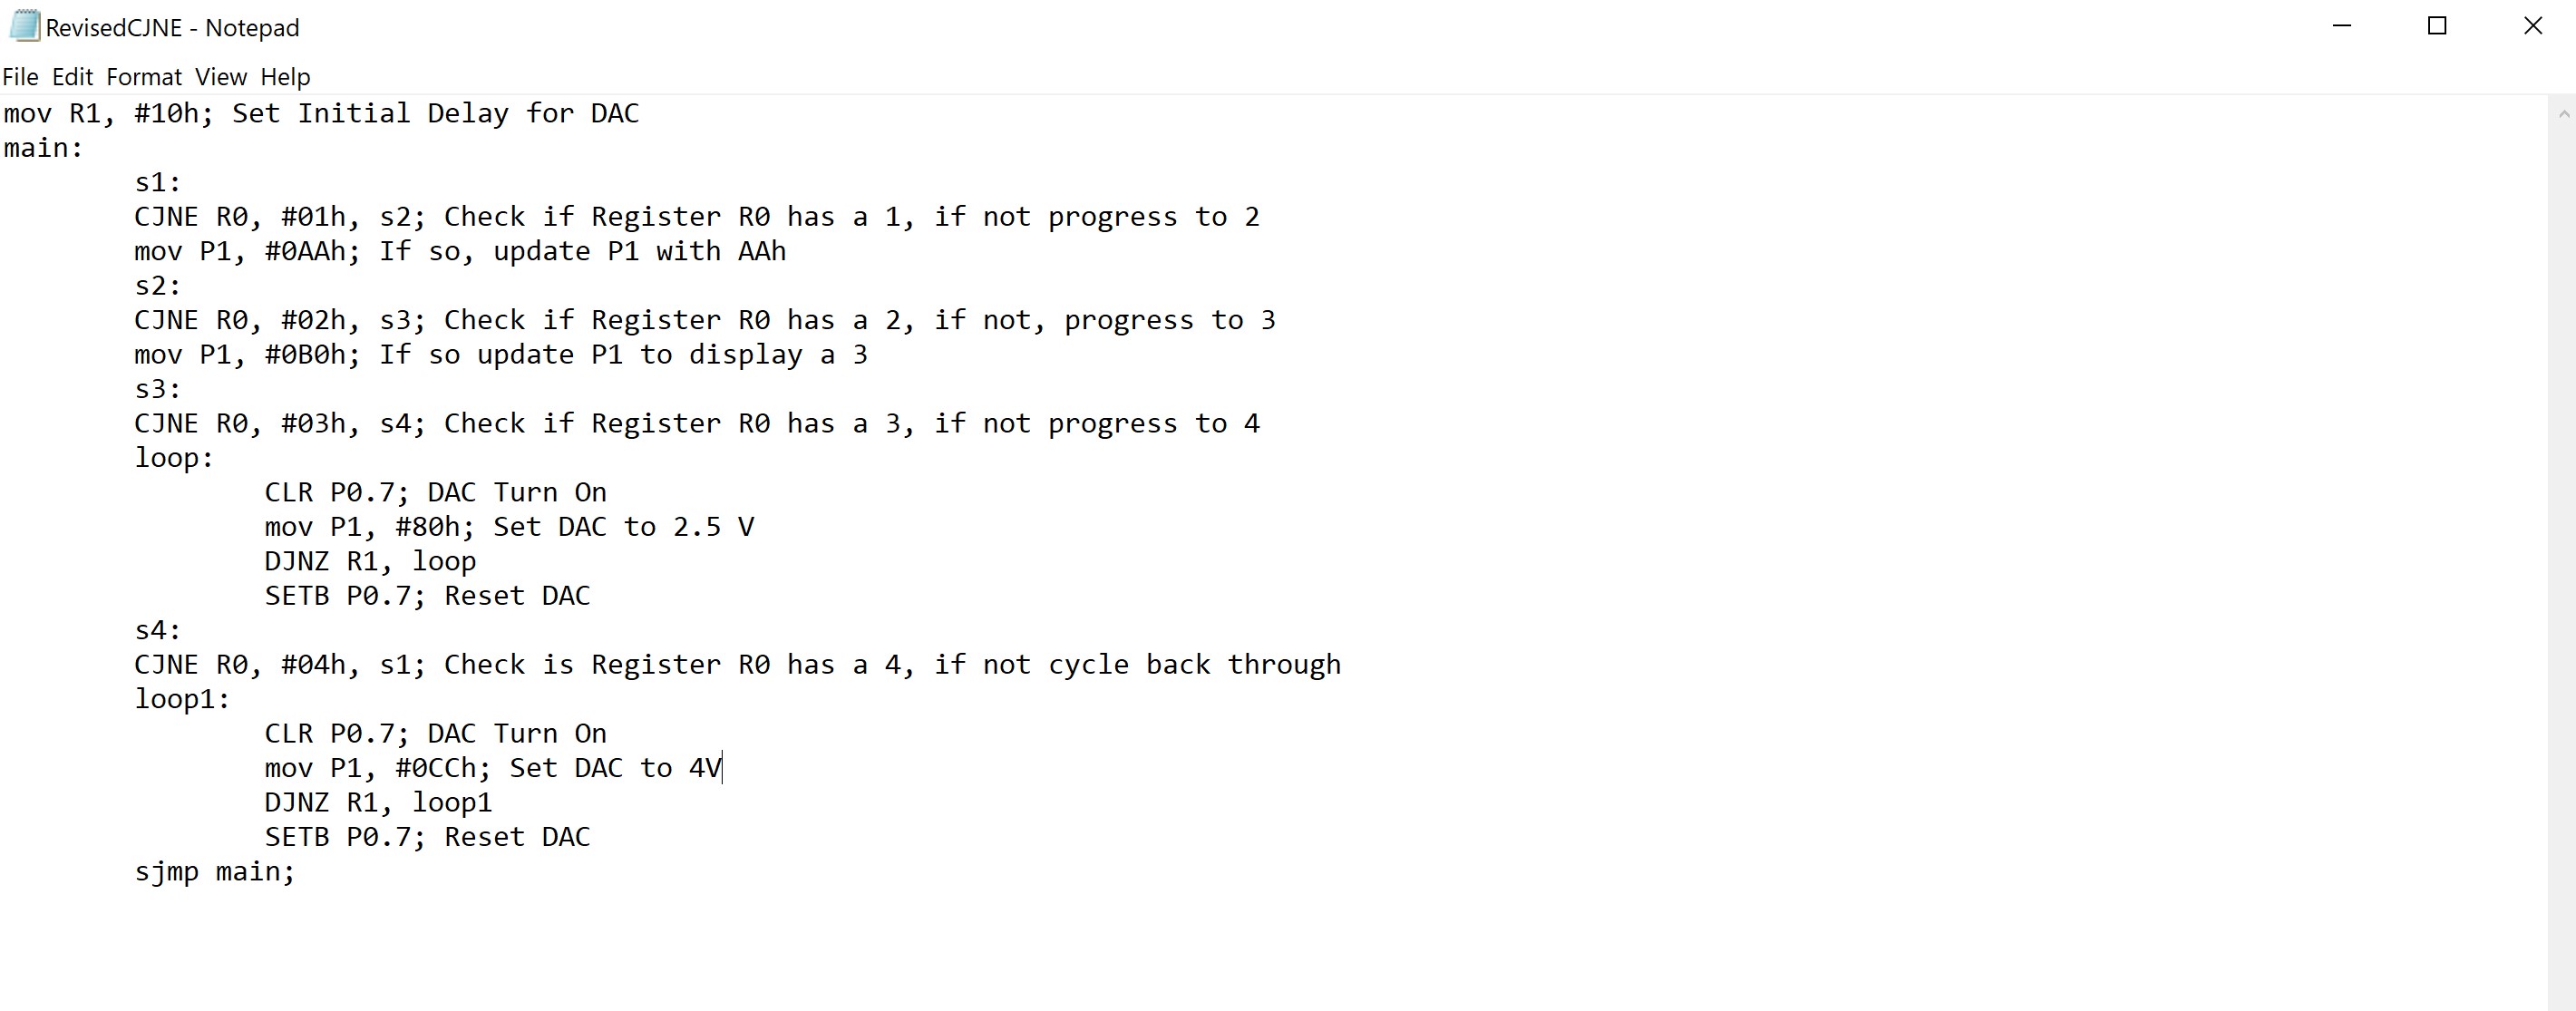 RevisedCJNE - Notepad
File Edit Format View Help
mov R1, #10h; Set Initial Delay for DAC
main:
s1:
CJNE R0, #01h, s2; Check if Register R0 has a 1, if not progress to 2
mov P1, #0AAh; If so, update P1 with AAh
s2:
CJNE R0, #02h, s3; Check if Register R0 has a 2, if not, progress to 3
mov P1, #0B0h; If so update P1 to display a 3
s3:
CJNE R0, #03h, s4; Check if Register R0 has a 3, if not progress to 4
loop:
CLR P0.7; DAC Turn On
mov P1, #80h; Set DAC to 2.5 V
DJNZ R1, loop
SETB P0.7; Reset DAC
s4:
CJNE R0, #04h, s1; Check is Register R0 has a 4, if not cycle back through
loop1:
CLR P0.7; DAC Turn On
mov P1, #0CCh; Set DAC to 4V
DJNZ R1, loop1
SETB P0.7; Reset DAC
sjmp main;